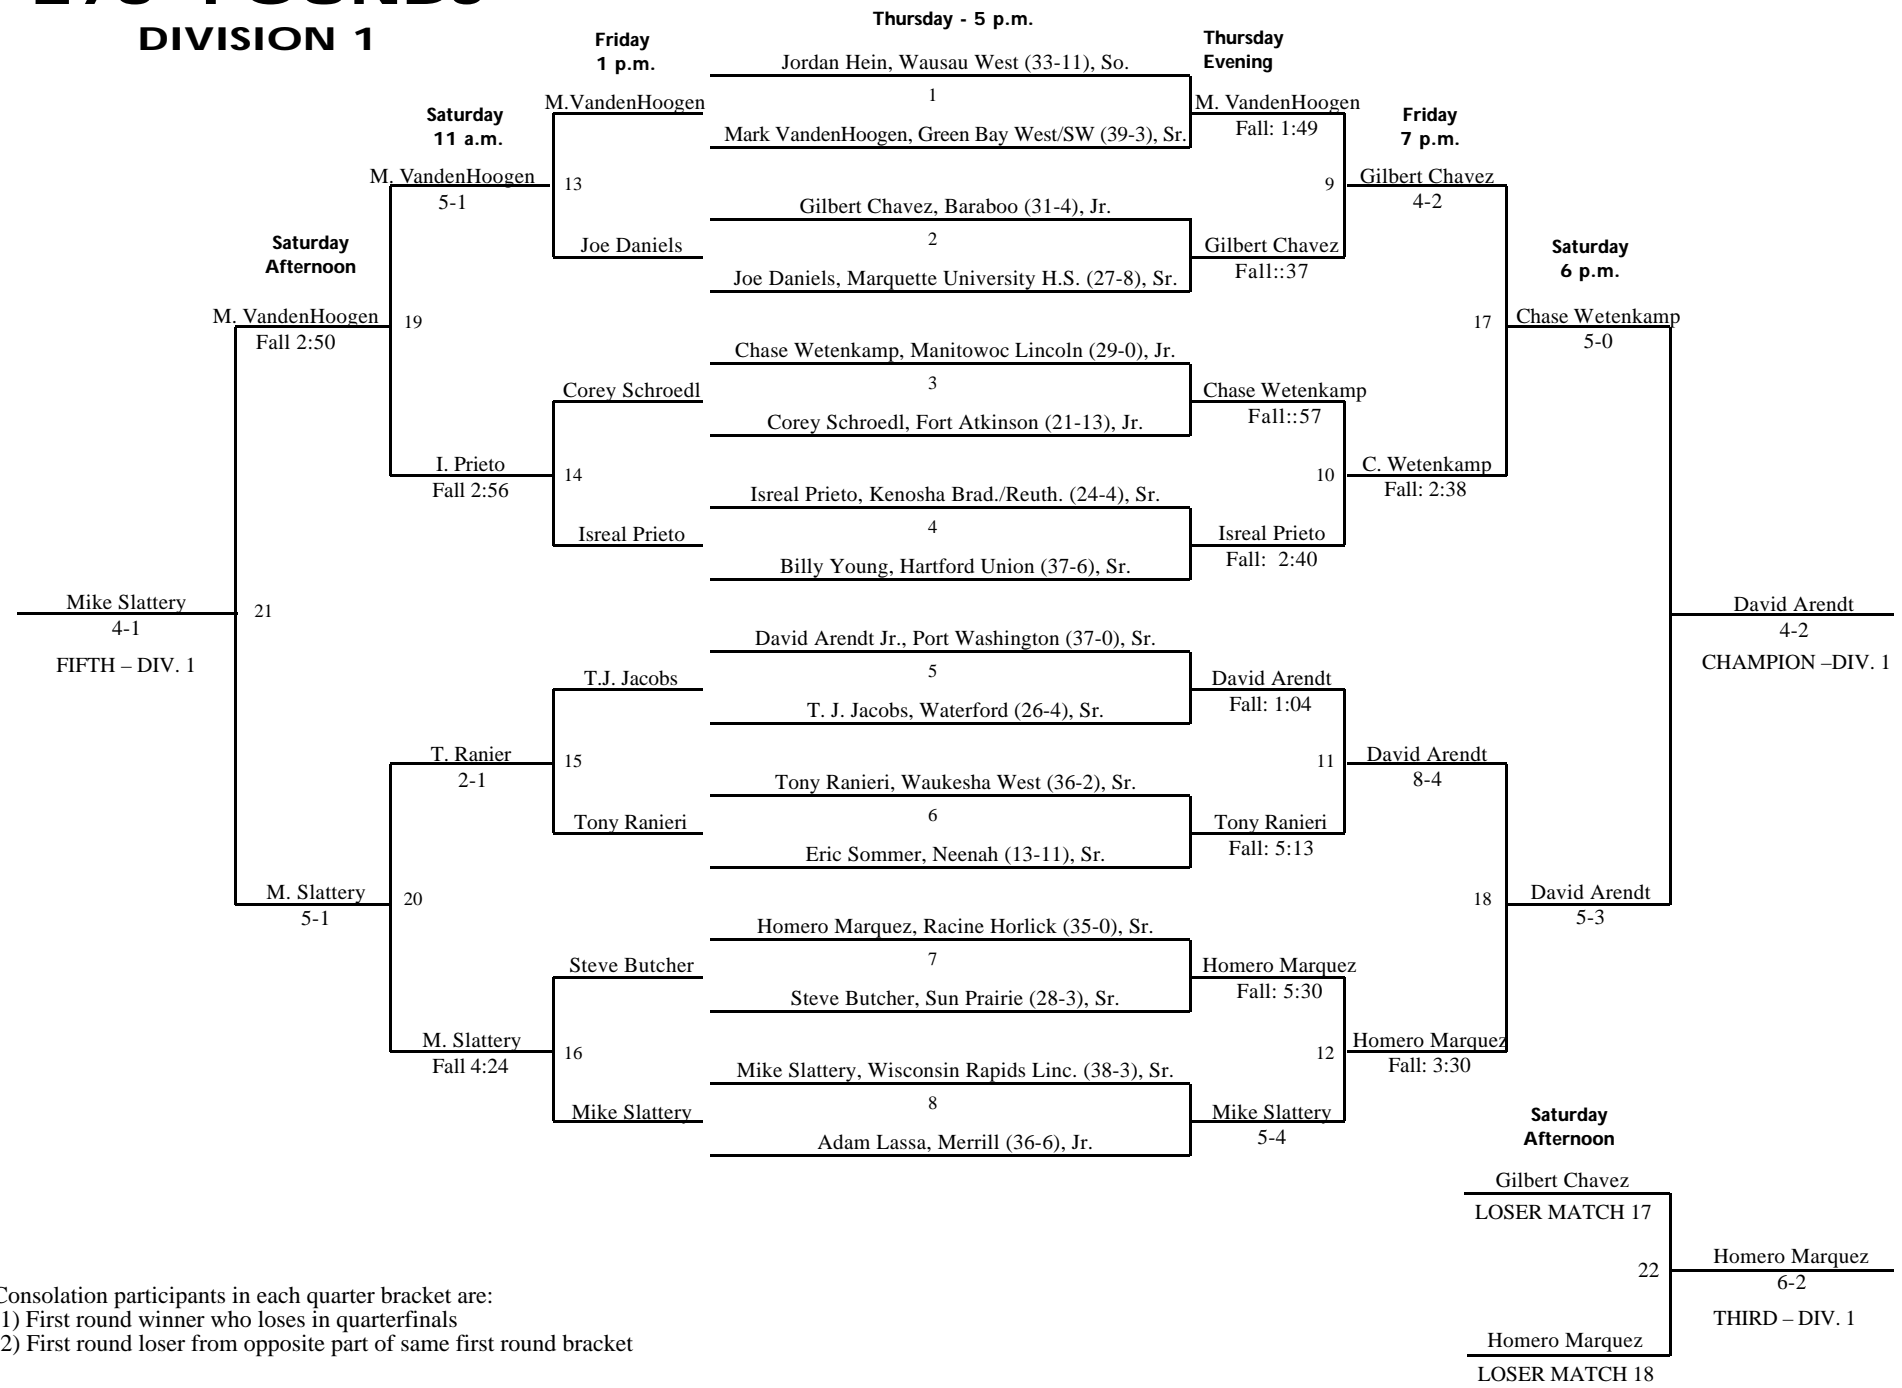 DIVISION 1
Thursday - 5 p.m.
Friday
1 p.m.
Thursday
Evening
Saturday
11 a.m.
Friday
7 p.m.
Saturday
Afternoon
Saturday
6 p.m.
Jordan Hein, Wausau West (33-11), So.
1
Mark VandenHoogen, Green Bay West/SW (39-3), Sr.
Gilbert Chavez, Baraboo (31-4), Jr.
2
Joe Daniels, Marquette University H.S. (27-8), Sr.
Chase Wetenkamp, Manitowoc Lincoln (29-0), Jr.
3
Corey Schroedl, Fort Atkinson (21-13), Jr.
Isreal Prieto, Kenosha Brad./Reuth. (24-4), Sr.
4
Billy Young, Hartford Union (37-6), Sr.
David Arendt Jr., Port Washington (37-0), Sr.
5
T. J. Jacobs, Waterford (26-4), Sr.
Tony Ranieri, Waukesha West (36-2), Sr.
6
Eric Sommer, Neenah (13-11), Sr.
Homero Marquez, Racine Horlick (35-0), Sr.
7
Steve Butcher, Sun Prairie (28-3), Sr.
Mike Slattery, Wisconsin Rapids Linc. (38-3), Sr.
8
Adam Lassa, Merrill (36-6), Jr.
M. VandenHoogen
Fall: 1:49
9
Gilbert Chavez
Fall::37
Chase Wetenkamp
Fall::57
10
Isreal Prieto
Fall: 2:40
David Arendt
Fall: 1:04
11
Tony Ranieri
Fall: 5:13
Homero Marquez
Fall: 5:30
12
Mike Slattery
5-4
Gilbert Chavez
4-2
17
C. Wetenkamp
Fall: 2:38
David Arendt
8-4
18
Homero Marquez
Fall: 3:30
Chase Wetenkamp
5-0
David Arendt
5-3
David Arendt
4-2
CHAMPION –DIV. 1
M.VandenHoogen
13
Joe Daniels
Corey Schroedl
14
Isreal Prieto
T.J. Jacobs
15
Tony Ranieri
Steve Butcher
16
Mike Slattery
M. VandenHoogen
5-1
19
I. Prieto
Fall 2:56
T. Ranier
2-1
20
M. Slattery
Fall 4:24
M. VandenHoogen
Fall 2:50
21
M. Slattery
5-1
Mike Slattery
4-1
FIFTH – DIV. 1
Saturday
Afternoon
Gilbert Chavez
LOSER MATCH 17
22
Homero Marquez
LOSER MATCH 18
Homero Marquez
6-2
THIRD – DIV. 1
Consolation participants in each quarter bracket are:
1) First round winner who loses in quarterfinals
2) First round loser from opposite part of same first round bracket